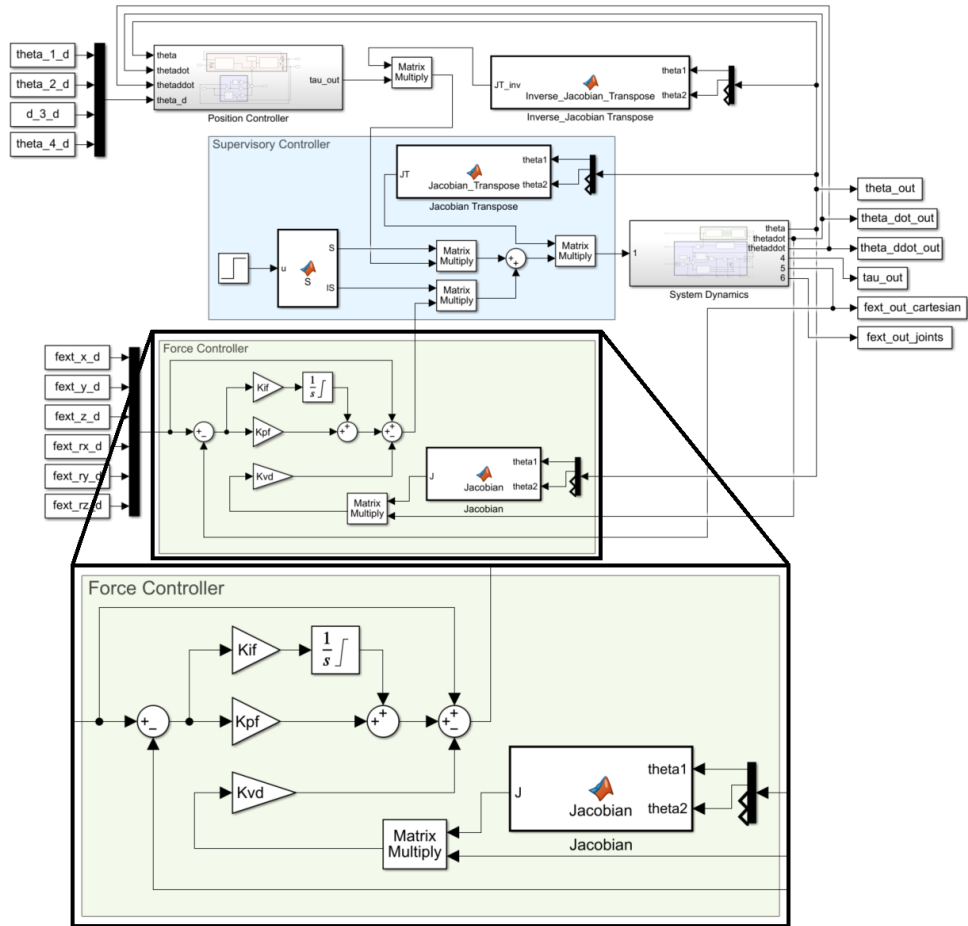 theta_1_d
theta_2_d
d_3_d
theta_4_d
theta
thetadot
thetaddot
theta_d
tau_out
Position Controller
Matrix
Multiply
JT_inv
Inverse_Jacobian_Transpose
theta1
theta2
Inverse_Jacobian Transpose
Supervisory Controller
JT
Jacobian_Transpose
theta1
theta2
Jacobian Transpose
u
S
IS
S
Matrix
Multiply
Matrix
Multiply
+
+
Matrix
Multiply
1
theta
thetadot
thetaddot
4
5
6
System Dynamics
theta_out
theta_dot_out
theta_ddot_out
tau_out
fext_out_cartesian
fext_out_joints
fext_x_d
fext_y_d
fext_z_d
fext_rx_d
fext_ry_d
fext_rz_d
Force Controller
Kif
1
s
Kpf
Kvd
+
−
+
+
+
+
−
Matrix
Multiply
J
Jacobian
theta1
theta2
Jacobian
Force Controller
Kif
1
s
+
−
Kpf
+
+
+
+
−
Kvd
Matrix
Multiply
J
Jacobian
theta1
theta2
Jacobian